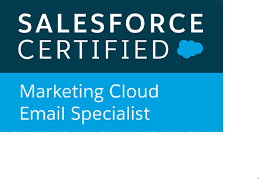 SALESFORCE
CERTIFIED
Marketing Cloud
Email Specialist